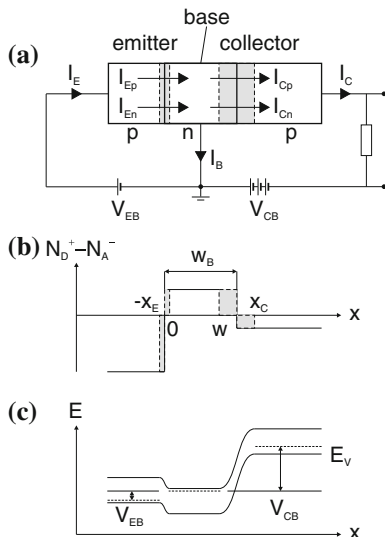 base
emitter collector
(a)
I_E I_Ep I_Cp I_C
I_En I_Cn
p n p
I_B
V_EB V_CB
(b) N_D^+–N_A^-
w_B
-x_E x_C x
0 w
(c) E
E_V
V_EB V_CB
x